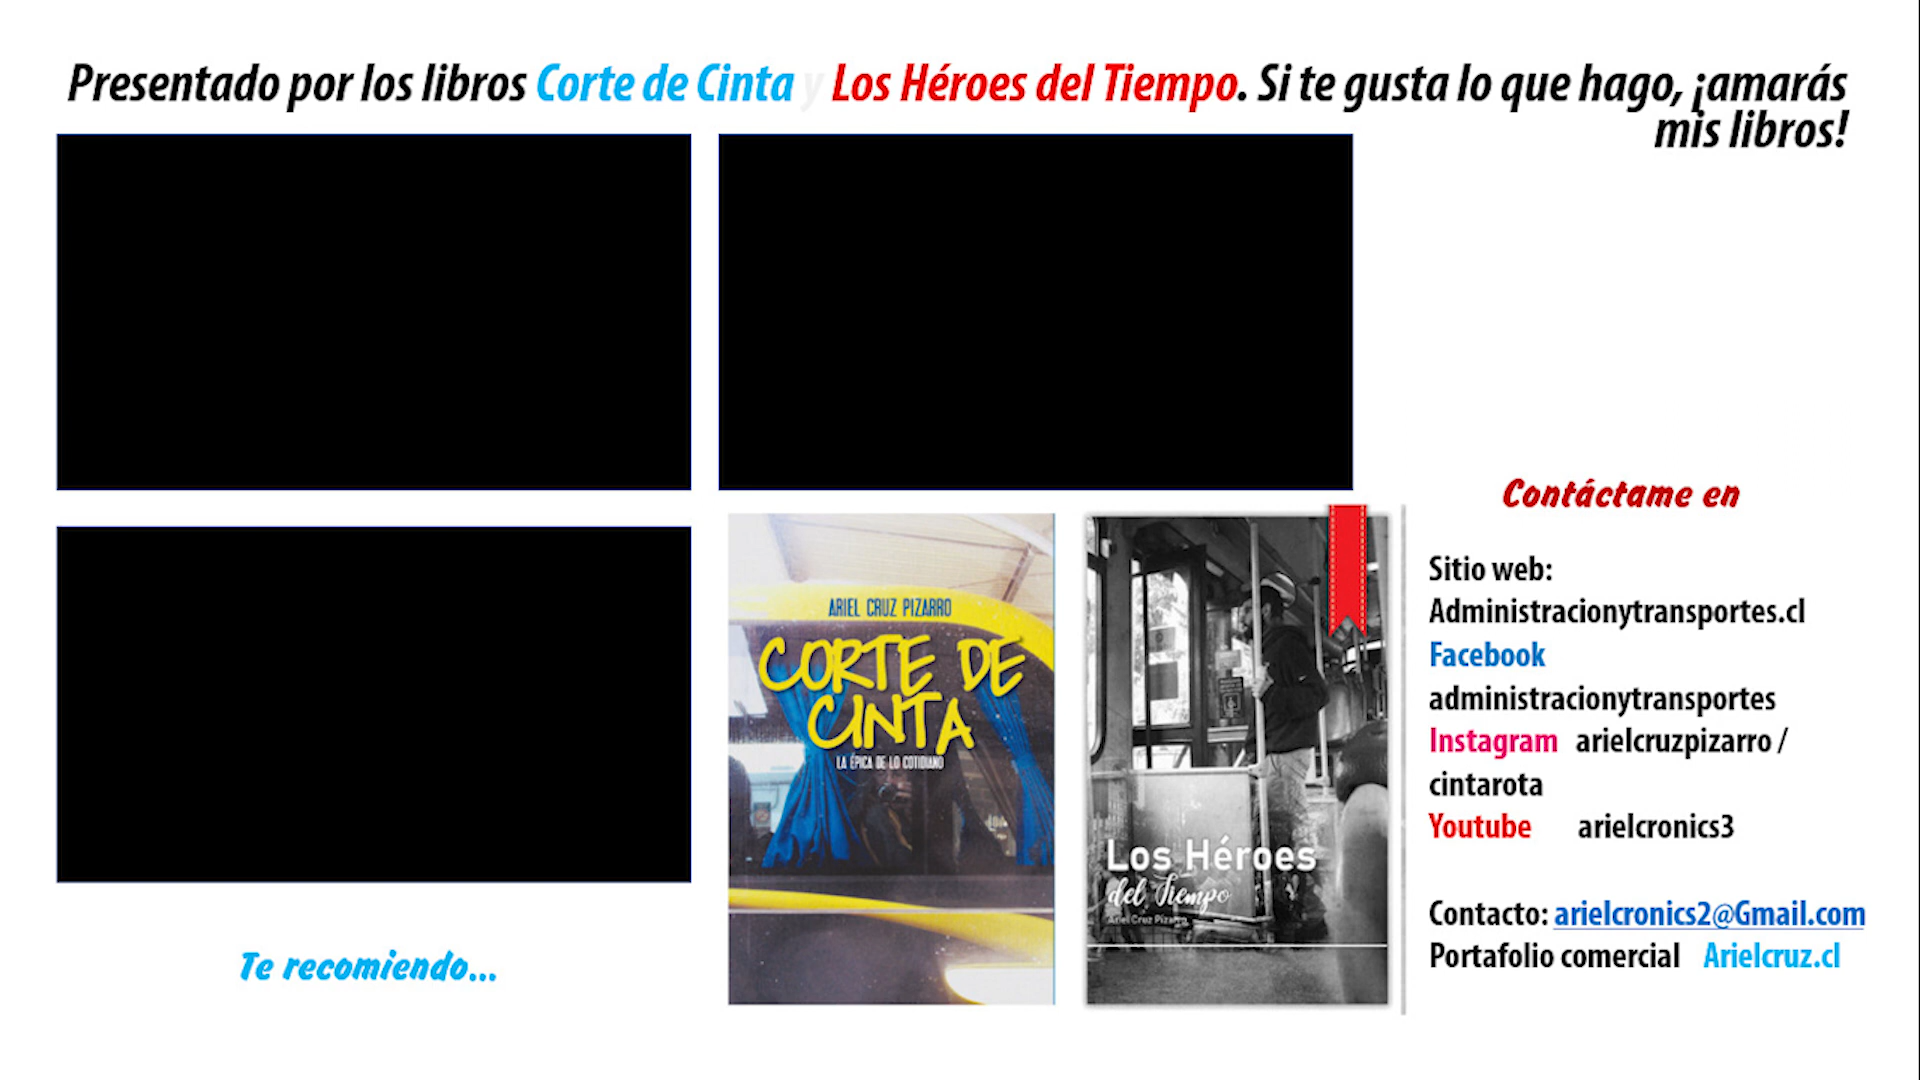 Presentado por los libros Corte de Cinta y Los Héroes del Tiempo. Si te gusta lo que hago, ¡amarás
mis libros!
ARIEL CRUZ PIZARRO
CORTE DE
CINTA
LA ÉPICA DE LO COTIDIANO
Los Héroes
del Tiempo
Ariel Cruz Pizarro
Contáctame en
Sitio web:
Administracionytransportes.cl
Facebook
administracionytransportes
Instagram arielcruzpizarro /
cintarota
Youtube arielcronics3
Contacto: arielcronics2@Gmail.com
Portafolio comercial Arielcruz.cl
Te recomiendo...